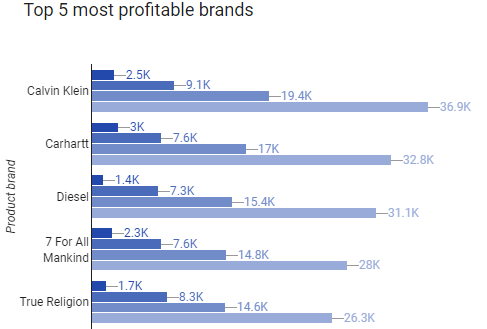 Top 5 most profitable brands
Product brand
Calvin Klein
2.5K
9.1K
19.4K
36.9K
Carhartt
3K
7.6K
17K
32.8K
Diesel
1.4K
7.3K
15.4K
31.1K
7 For All
Mankind
2.3K
7.6K
14.8K
28K
True Religion
1.7K
8.3K
14.6K
26.3K